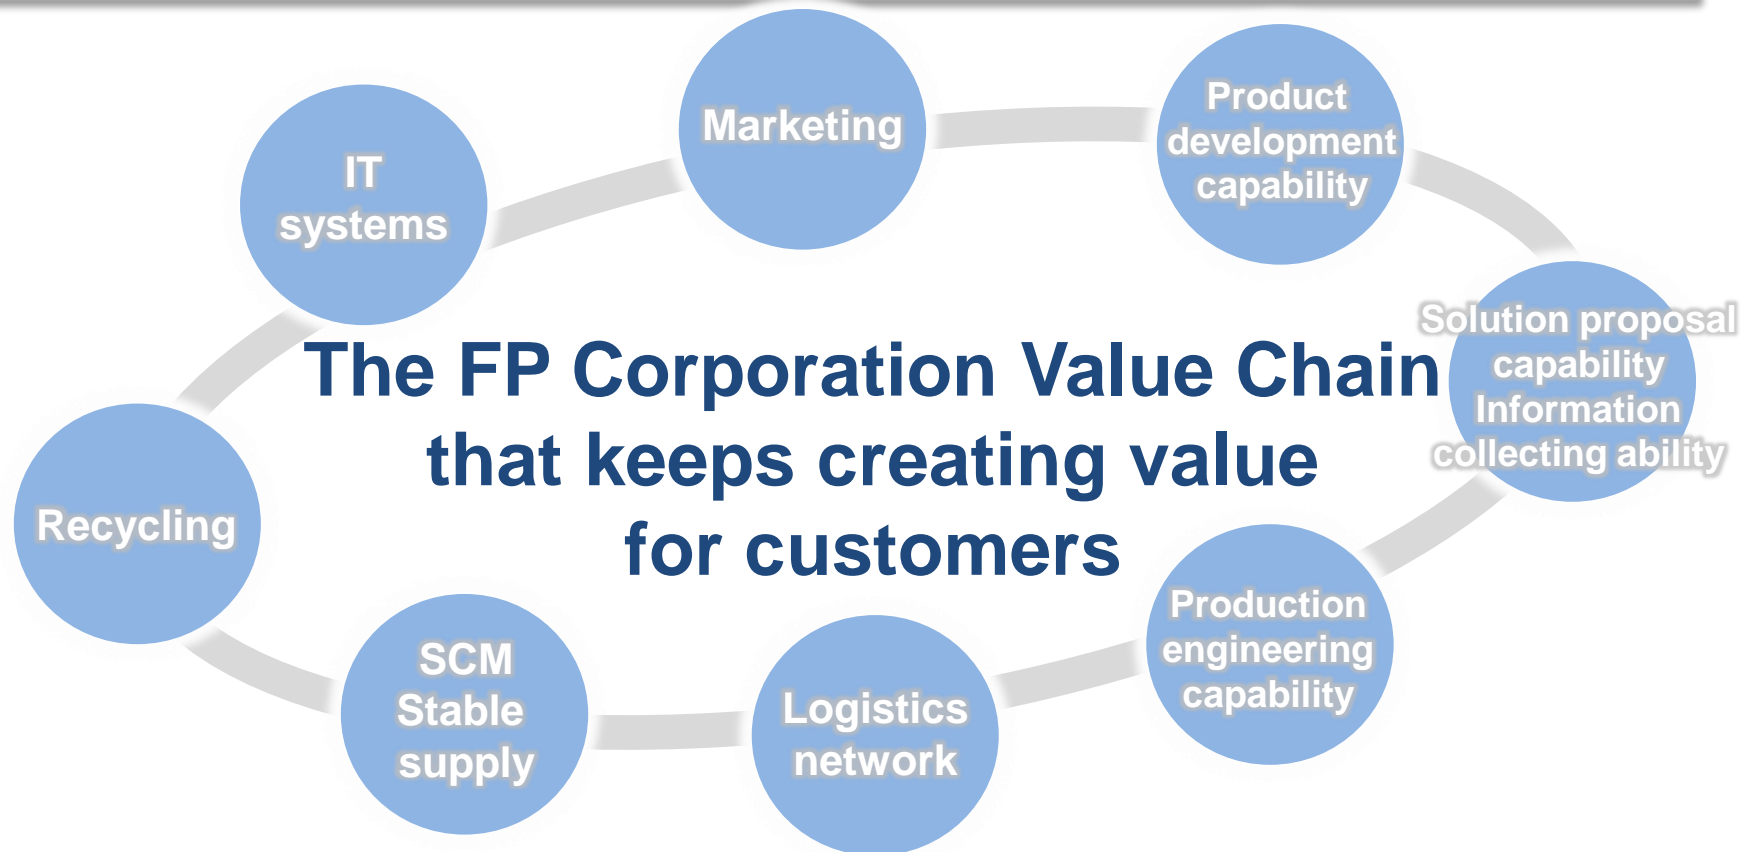 Marketing
Product
development
capability
IT
systems
Solution proposal
capability
Information
collecting ability
The FP Corporation Value Chain
that keeps creating value
for customers
Recycling
Production
engineering
capability
SCM
Stable
supply
Logistics
network